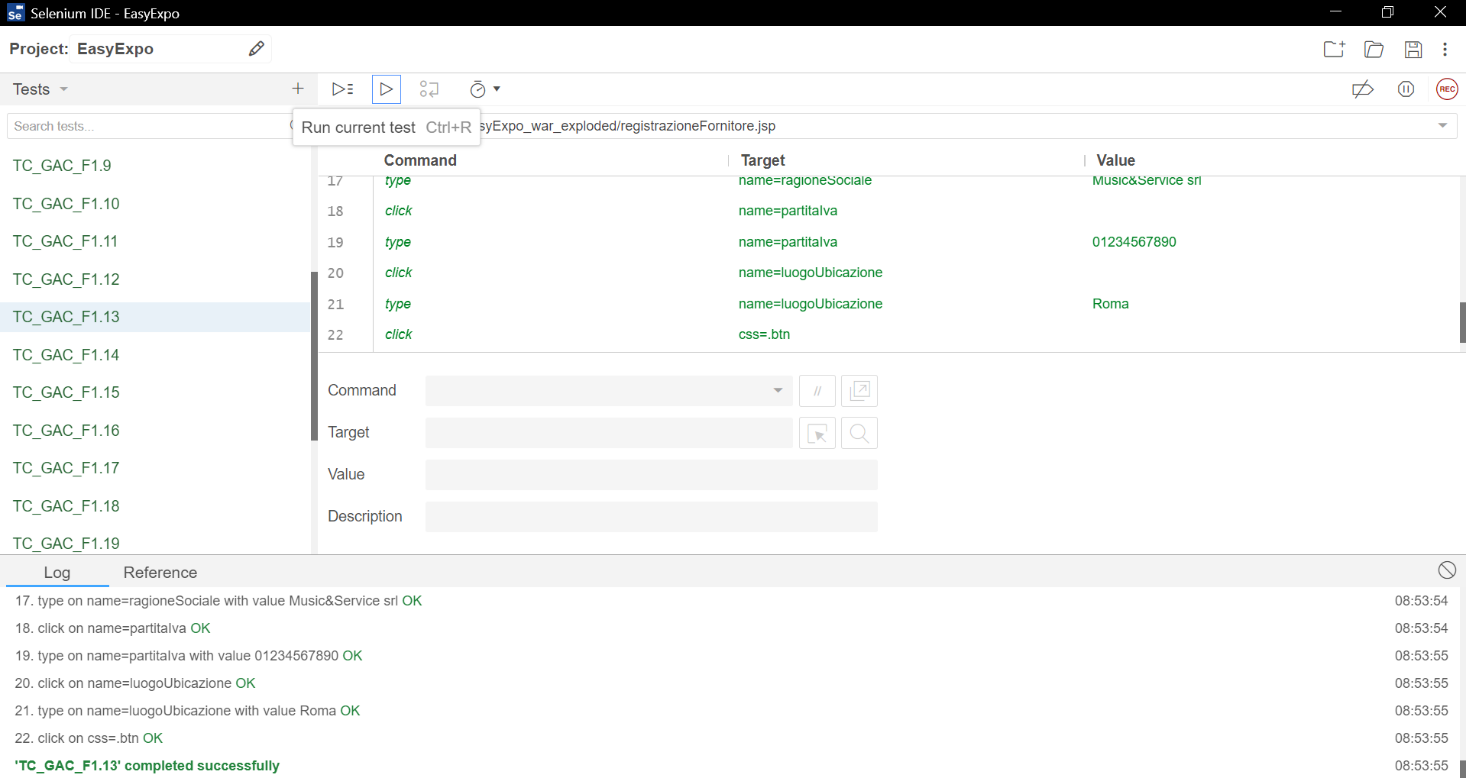 Selenium IDE - EasyExpo
Project: EasyExpo
Tests
Run current test Ctrl+R
Search tests...
syExpo_war_exploded/registrazioneFornitore.jsp
REC
Command Target Value
17 type name=ragioneSociale Music&Service srl
18 click name=partitaIva
19 type name=partitaIva 01234567890
20 click name=luogoUbicazione
21 type name=luogoUbicazione Roma
22 click css=.btn
TC_GAC_F1.9
TC_GAC_F1.10
TC_GAC_F1.11
TC_GAC_F1.12
TC_GAC_F1.13
TC_GAC_F1.14
TC_GAC_F1.15
TC_GAC_F1.16
TC_GAC_F1.17
TC_GAC_F1.18
TC_GAC_F1.19
Command //
Target
Value
Description
Log Reference
17. type on name=ragioneSociale with value Music&Service srl OK 08:53:54
18. click on name=partitaIva OK 08:53:54
19. type on name=partitaIva with value 01234567890 OK 08:53:55
20. click on name=luogoUbicazione OK 08:53:55
21. type on name=luogoUbicazione with value Roma OK 08:53:55
22. click on css=.btn OK 08:53:55
'TC_GAC_F1.13' completed successfully 08:53:55